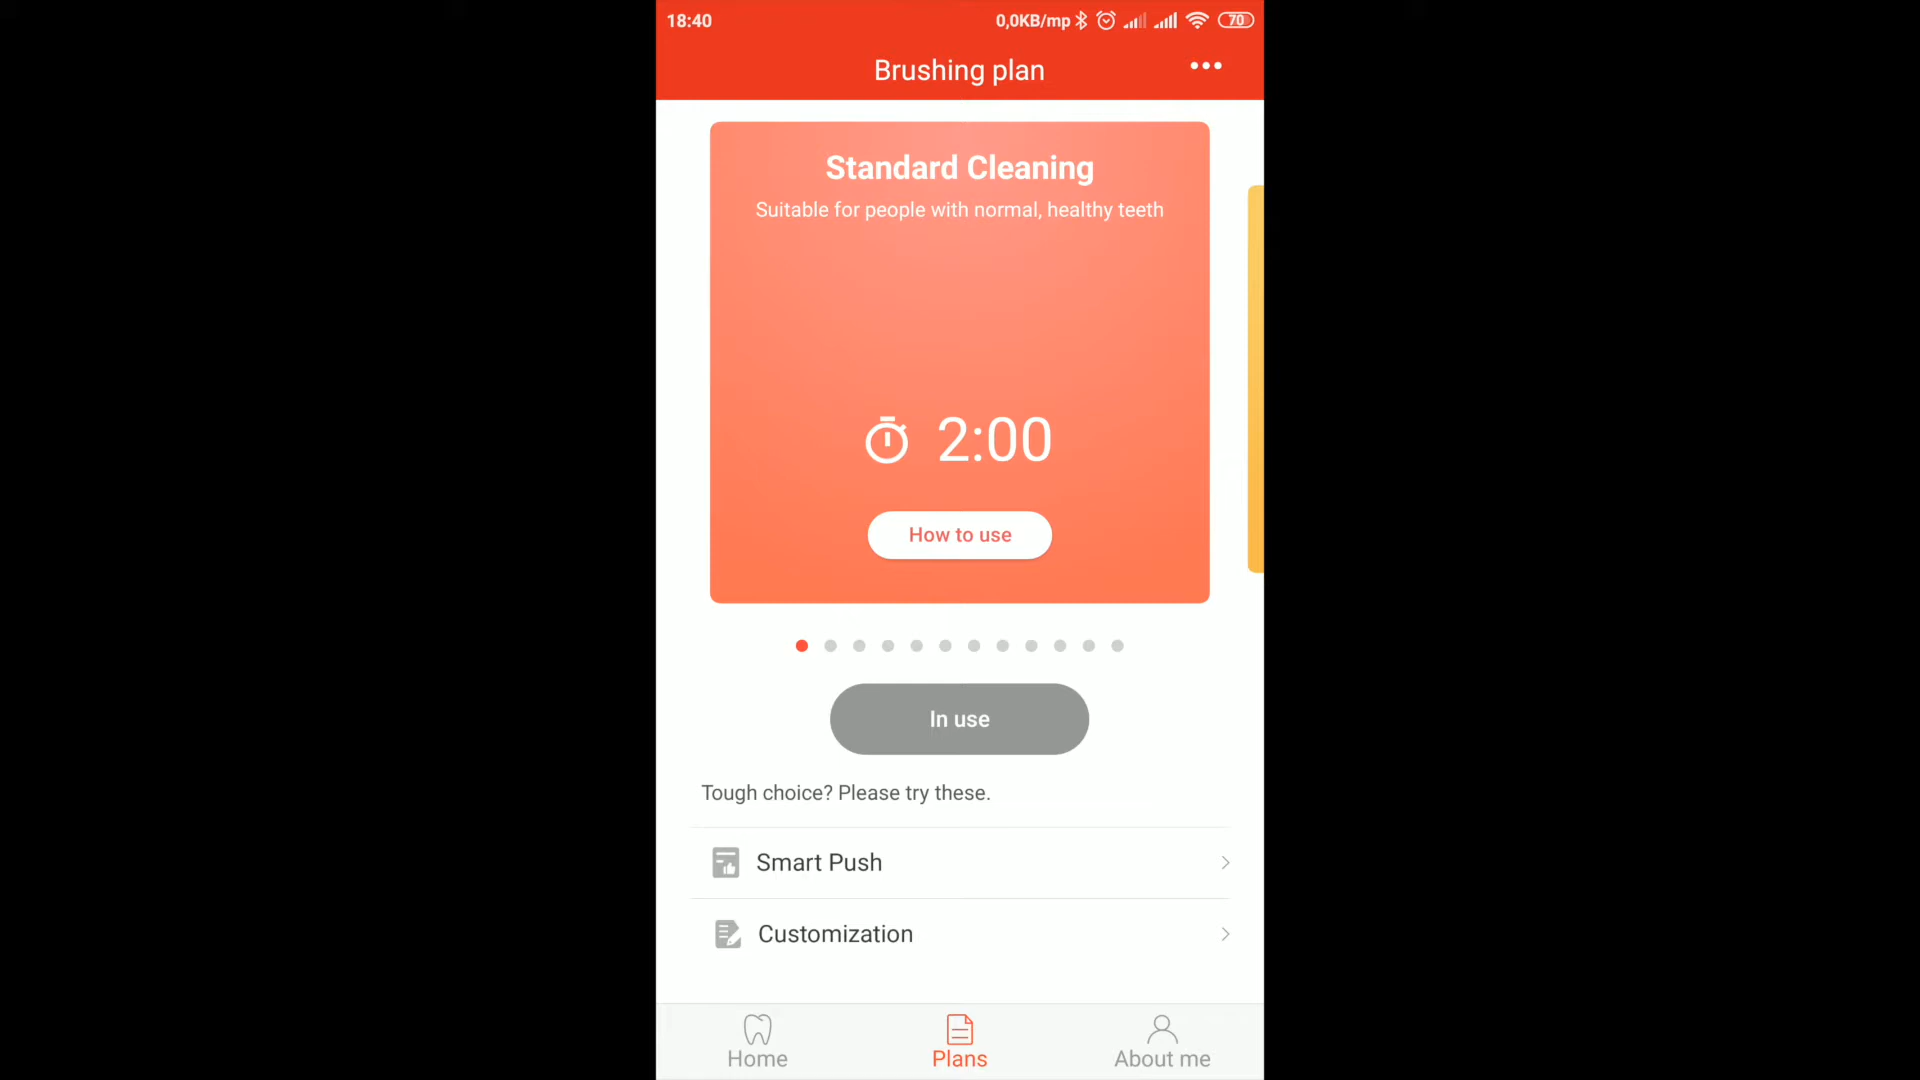 18:40
0,0KB/mp
70
Brushing plan
Standard Cleaning
Suitable for people with normal, healthy teeth
2:00
How to use
In use
Tough choice? Please try these.
Smart Push
Customization
Home
Plans
About me